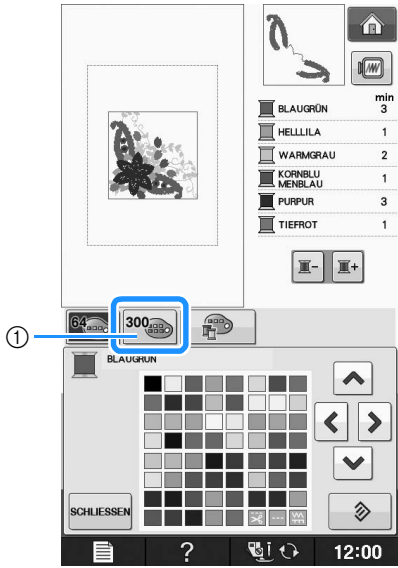 min
BLAUGRÜN 3
HELLLILA 1
WARMGRAU 2
KORNBLU
MENBLAU 1
PURPUR 3
TIEFROT 1
64
300
①
BLAUGRÜN
SCHLIESSEN
?
12:00